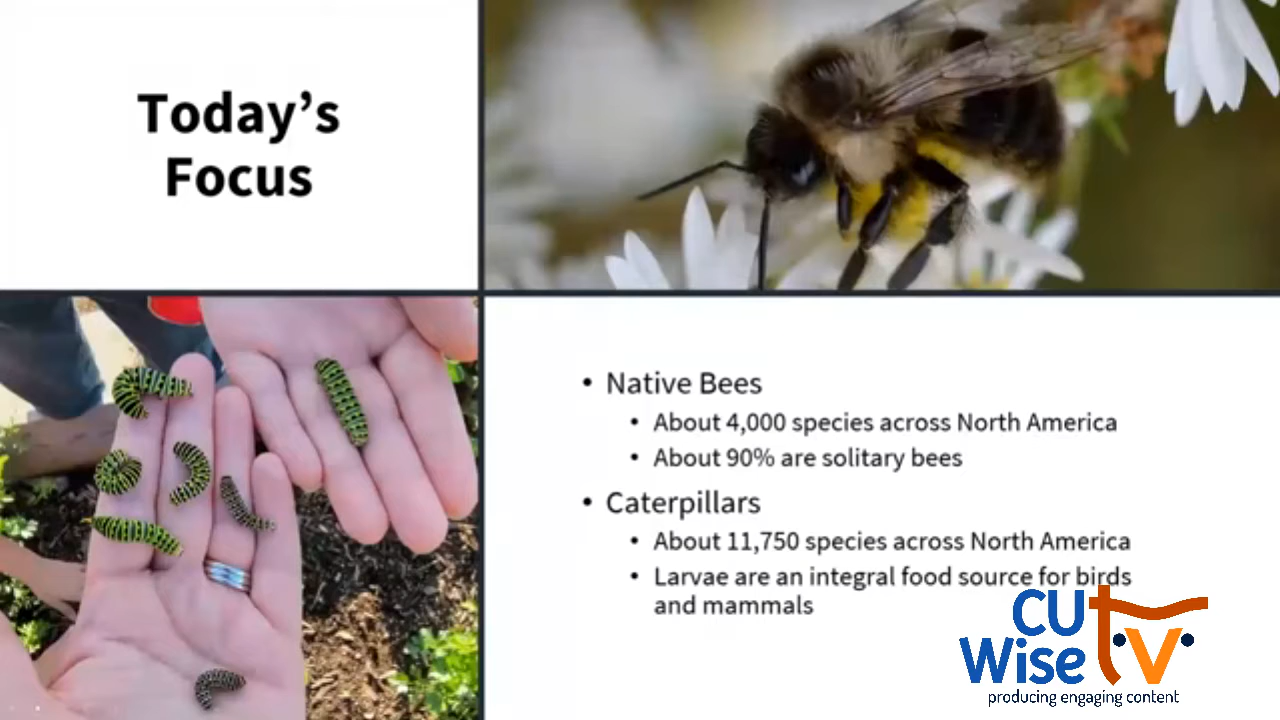 Today's
Focus
• Native Bees
• About 4,000 species across North America
• About 90% are solitary bees
• Caterpillars
• About 11,750 species across North America
• Larvae are an integral food source for birds
and mammals
CU
Wise tv
producing engaging content